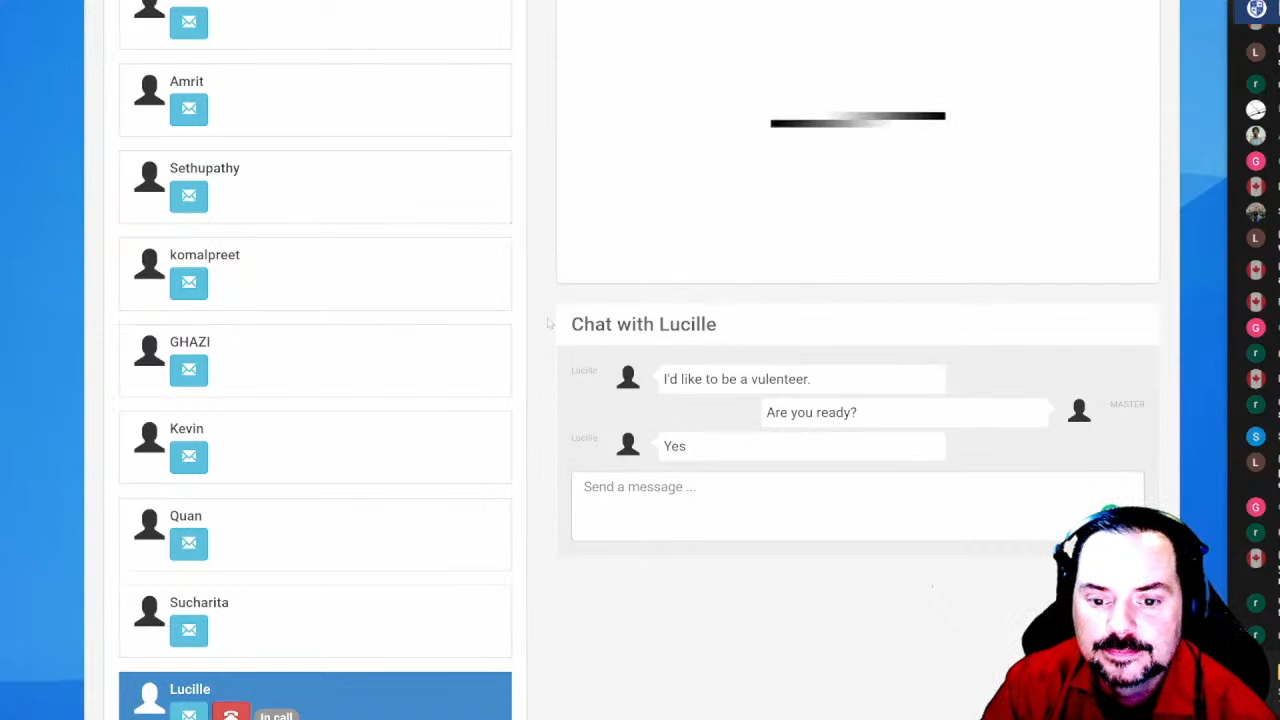 Amrit
Sethupathy
komalpreet
GHAZI
Kevin
Quan
Sucharita
Lucille
In call
Chat with Lucille
Lucille
I'd like to be a vulenteer.
Are you ready?
MASTER
Lucille
Yes
Send a message ...
L
r
G
L
G
r
r
S
L
G
r
r
r